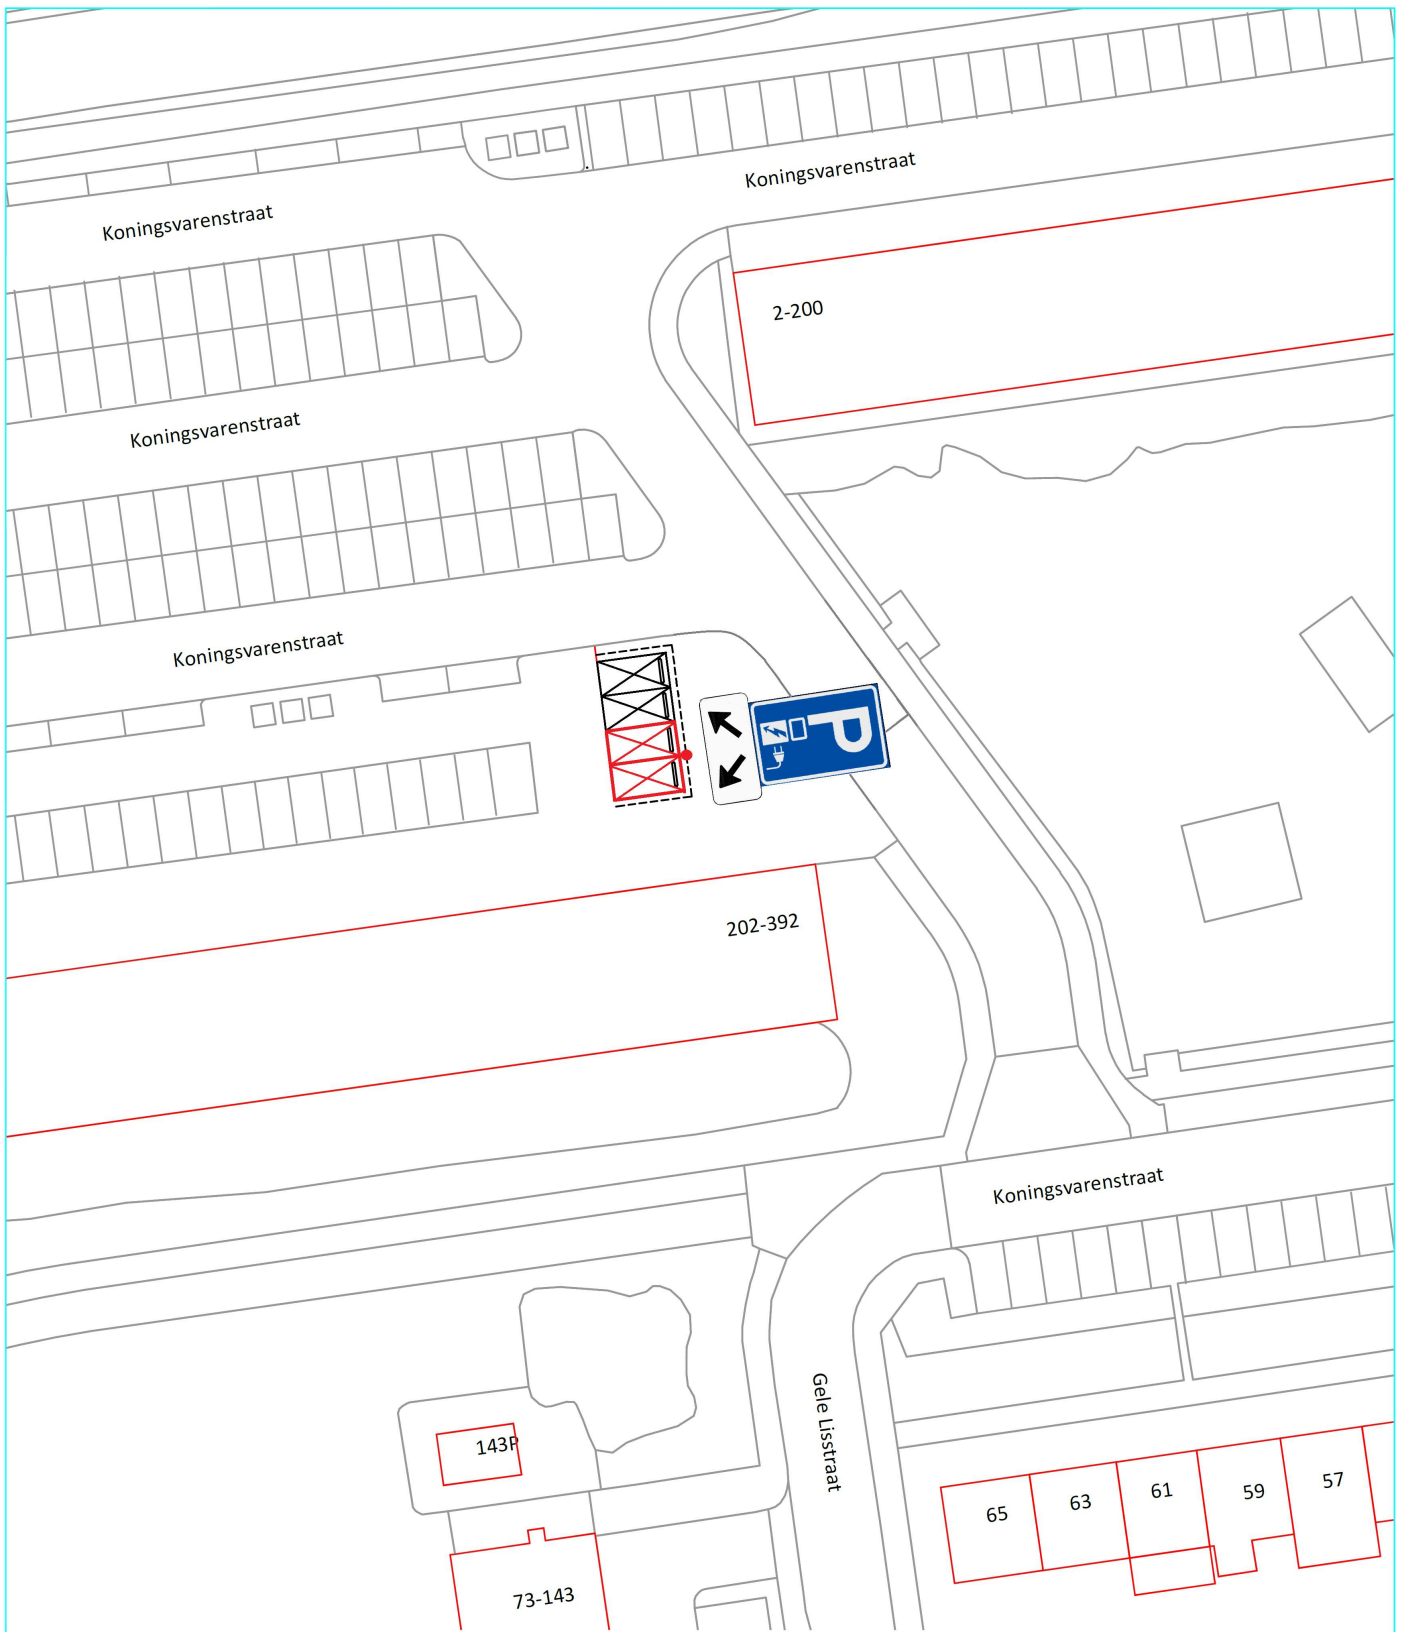 Koningsvarenstraat
Koningsvarenstraat
2-200
Koningsvarenstraat
Koningsvarenstraat
P
202-392
Koningsvarenstraat
Gele Lisstraat
143P
65
63
61
59
57
73-143